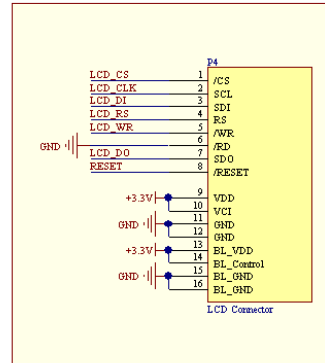 P4
LCD_CS 1 /CS
LCD_CLK 2 SCL
LCD_DI 3 SDI
LCD_RS 4 RS
LCD_WR 5 /WR
GND 6 /RD
LCD_DO 7 SDO
RESET 8 /RESET
+3.3V 9 VDD
10 VCI
GND 11 GND
12 GND
+3.3V 13 BL_VDD
14 BL_Control
GND 15 BL_GND
16 BL_GND
LCD Connector